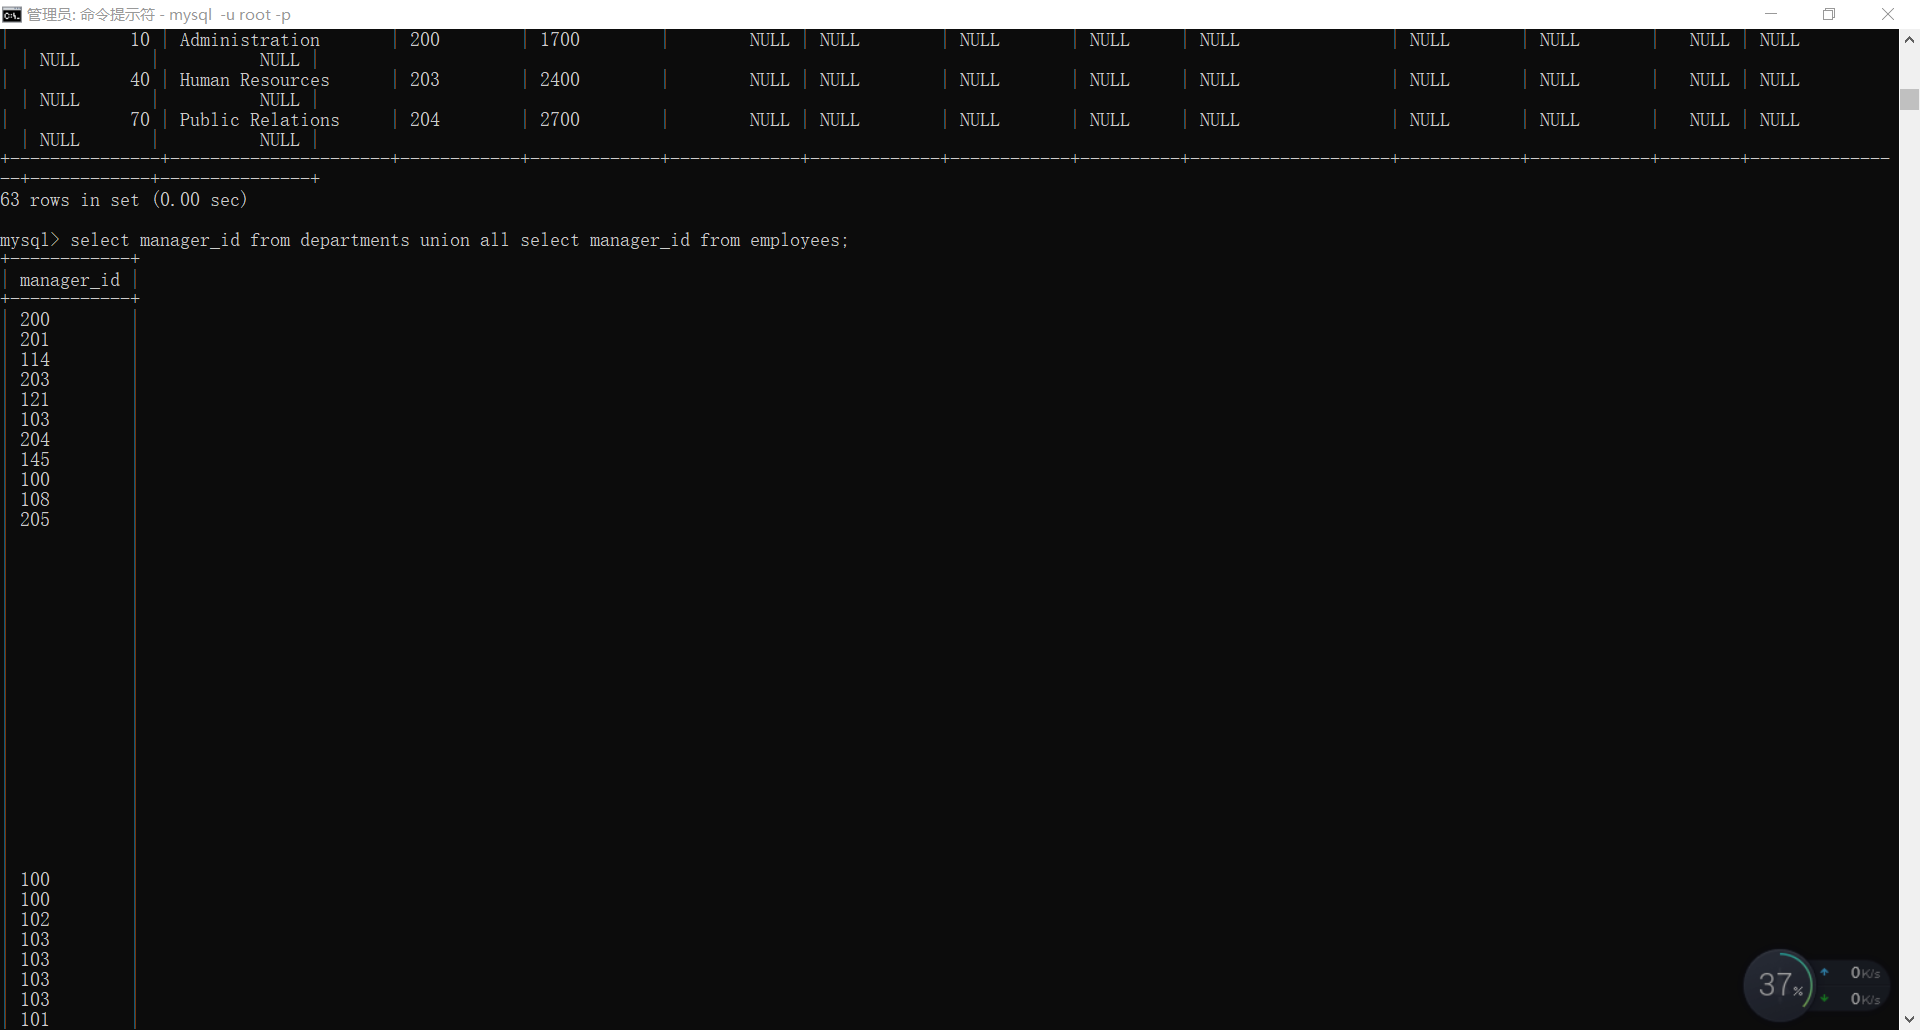 管理员: 命令提示符 - mysql  -u root -p
|            10 | Administration       | 200        | 1700        |        NULL | NULL        | NULL       | NULL     | NULL               | NULL       | NULL       |   NULL | NULL
  | NULL       |          NULL |
|            40 | Human Resources      | 203        | 2400        |        NULL | NULL        | NULL       | NULL     | NULL               | NULL       | NULL       |   NULL | NULL
  | NULL       |          NULL |
|            70 | Public Relations     | 204        | 2700        |        NULL | NULL        | NULL       | NULL     | NULL               | NULL       | NULL       |   NULL | NULL
  | NULL       |          NULL |
+---------------+----------------------+------------+-------------+-------------+-------------+------------+----------+--------------------+------------+------------+--------+--------------
--+------------+---------------+
63 rows in set (0.00 sec)
mysql> select manager_id from departments union all select manager_id from employees;
+------------+
| manager_id |
+------------+
| 200        |
| 201        |
| 114        |
| 203        |
| 121        |
| 103        |
| 204        |
| 145        |
| 100        |
| 108        |
| 205        |
| 100        |
| 100        |
| 102        |
| 103        |
| 103        |
| 103        |
| 103        |
| 101        |
37%
0K/s
0K/s